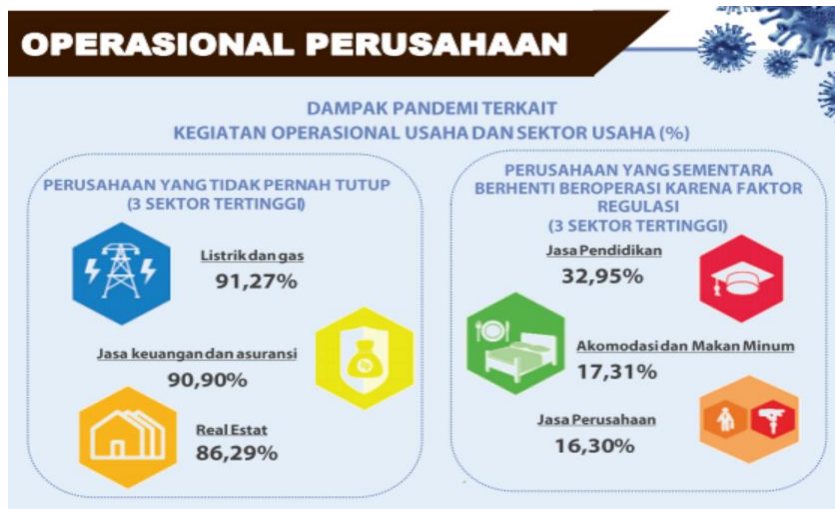 OPERASIONAL PERUSAHAAN
DAMPAK PANDEMI TERKAIT
KEGIATAN OPERASIONAL USAHA DAN SEKTOR USAHA (%)
PERUSAHAAN YANG TIDAK PERNAH TUTUP
(3 SEKTOR TERTINGGI)
Listrik dan gas
91,27%
Jasa keuangan dan asuransi
90,90%
Real Estat
86,29%
PERUSAHAAN YANG SEMENTARA
BERHENTI BEROPERASI KARENA FAKTOR
REGULASI
(3 SEKTOR TERTINGGI)
Jasa Pendidikan
32,95%
Akomodasi dan Makan Minum
17,31%
Jasa Perusahaan
16,30%